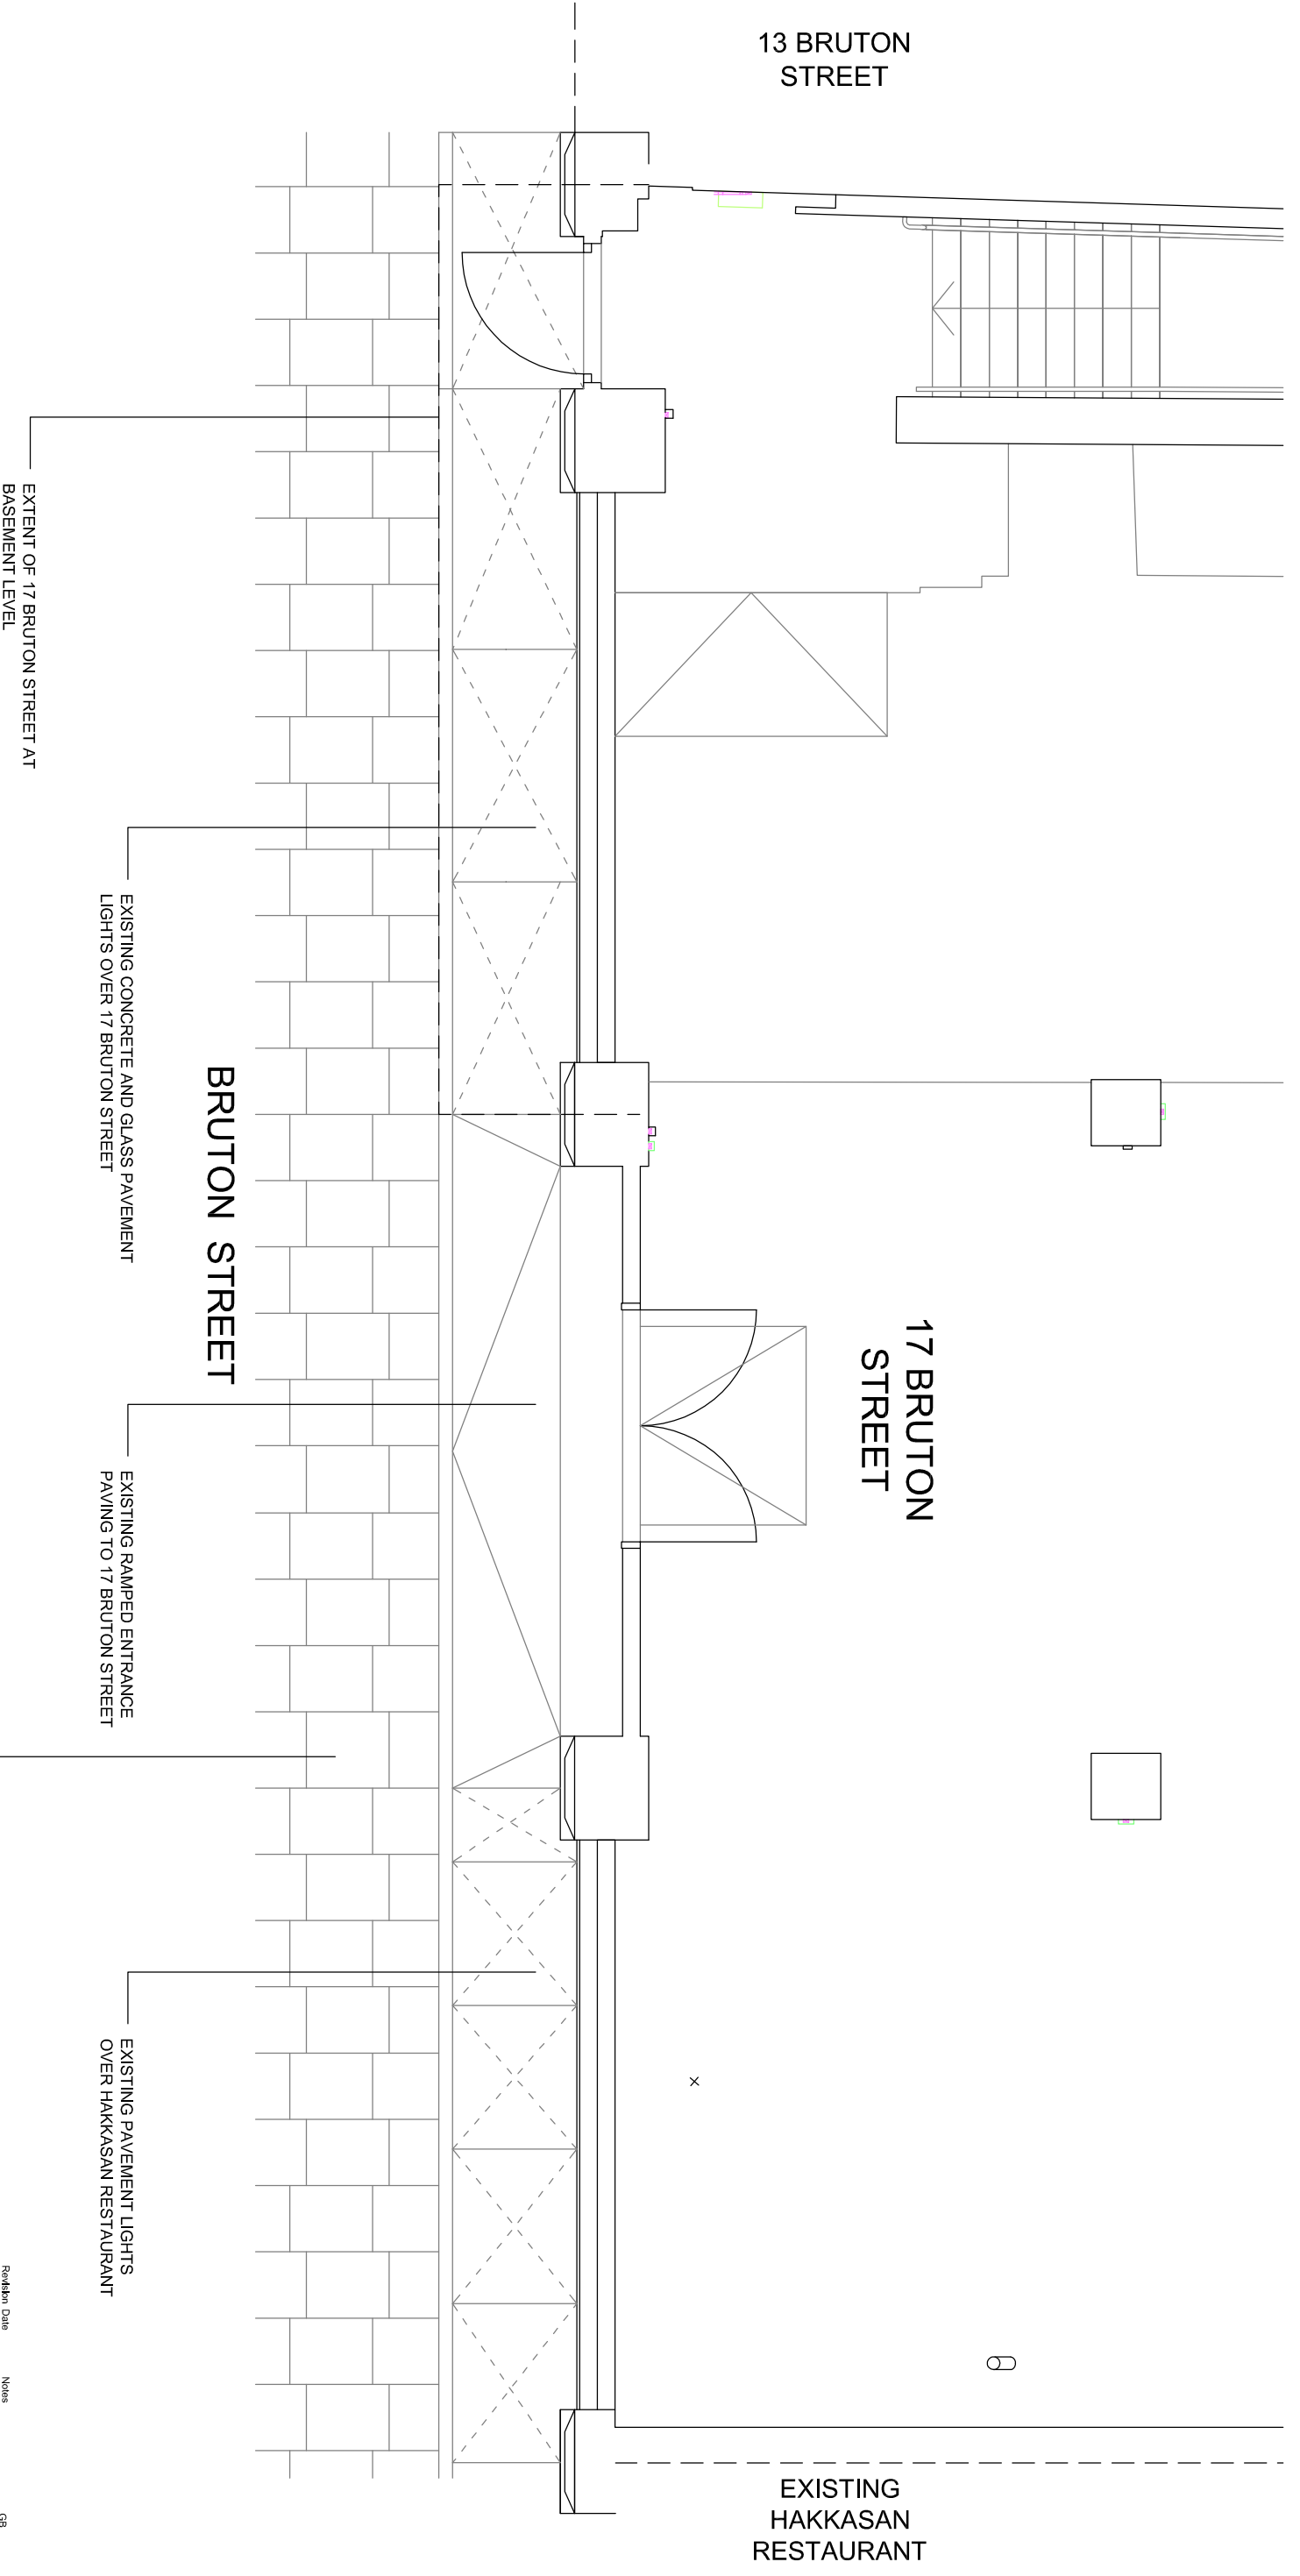 13 BRUTON
STREET
17 BRUTON
STREET
BRUTON STREET
EXTENT OF 17 BRUTON STREET AT
BASEMENT LEVEL
EXISTING CONCRETE AND GLASS PAVEMENT
LIGHTS OVER 17 BRUTON STREET
EXISTING RAMPED ENTRANCE
PAVING TO 17 BRUTON STREET
EXISTING PAVEMENT LIGHTS
OVER HAKKASAN RESTAURANT
EXISTING
HAKKASAN
RESTAURANT
Revision Date Notes GB